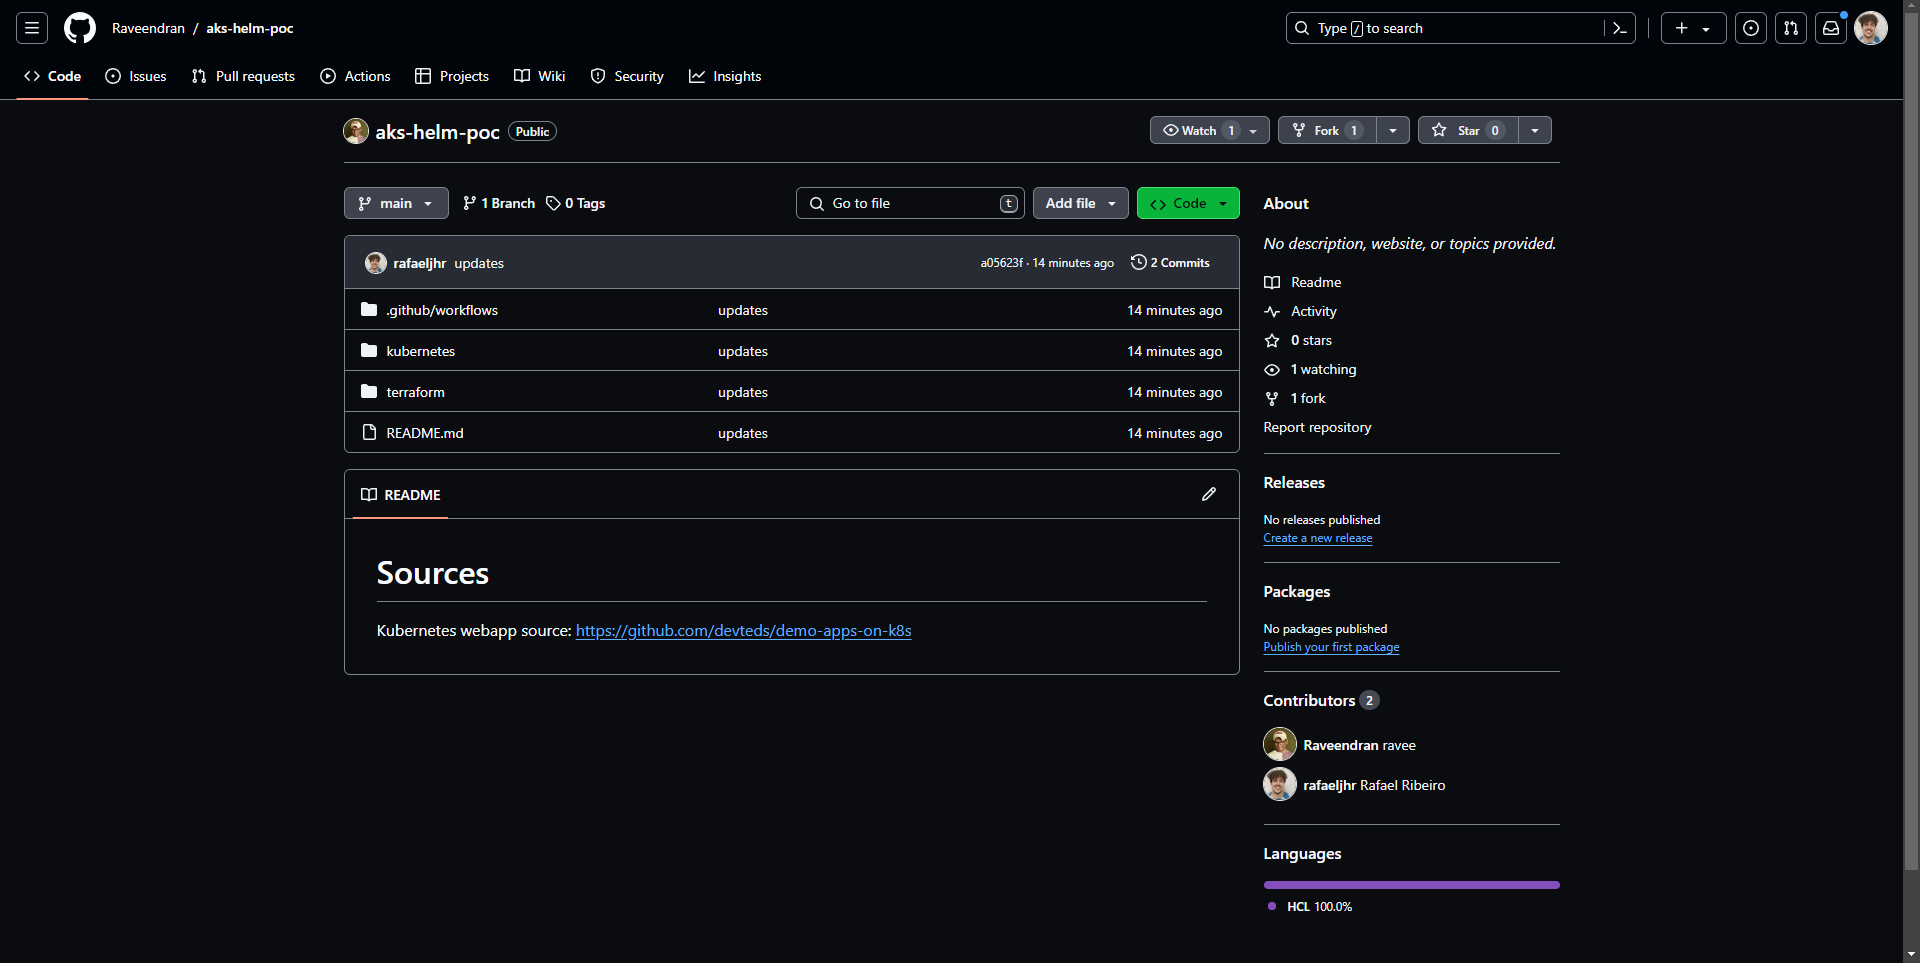 Raveendran / aks-helm-poc
Type / to search
Code
Issues
Pull requests
Actions
Projects
Wiki
Security
Insights
aks-helm-poc Public
Watch 1
Fork 1
Star 0
main
1 Branch
0 Tags
Go to file t
Add file
Code
rafaeljhr updates
a05623f · 14 minutes ago
2 Commits
.github/workflows updates 14 minutes ago
kubernetes updates 14 minutes ago
terraform updates 14 minutes ago
README.md updates 14 minutes ago
README
Sources
Kubernetes webapp source: https://github.com/devteds/demo-apps-on-k8s
About
No description, website, or topics provided.
Readme
Activity
0 stars
1 watching
1 fork
Report repository
Releases
No releases published
Create a new release
Packages
No packages published
Publish your first package
Contributors 2
Raveendran ravee
rafaeljhr Rafael Ribeiro
Languages
HCL 100.0%